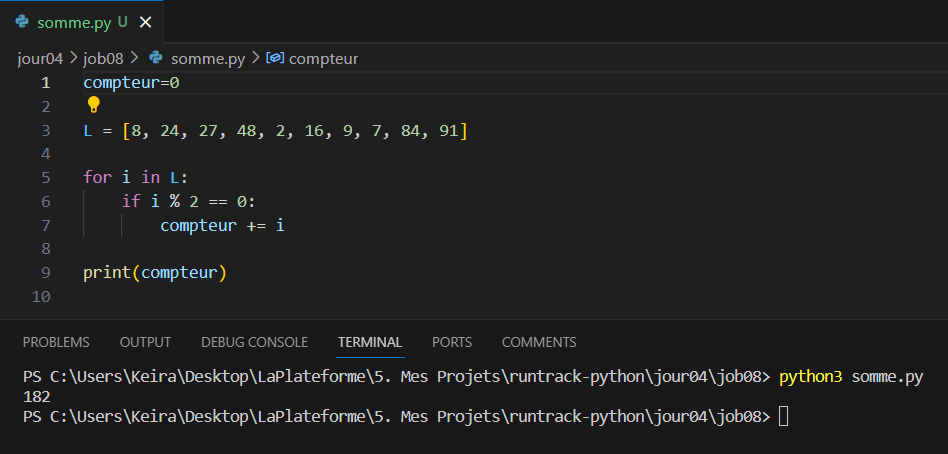 somme.py U ×
jour04 > job08 > somme.py > compteur
1 compteur=0
2
3 L = [8, 24, 27, 48, 2, 16, 9, 7, 84, 91]
4
5 for i in L:
6     if i % 2 == 0:
7         compteur += i
8
9 print(compteur)
10
PROBLEMS OUTPUT DEBUG CONSOLE TERMINAL PORTS COMMENTS
PS C:\Users\Keira\Desktop\LaPlateforme\5. Mes Projets\runtrack-python\jour04\job08> python3 somme.py
182
PS C:\Users\Keira\Desktop\LaPlateforme\5. Mes Projets\runtrack-python\jour04\job08>